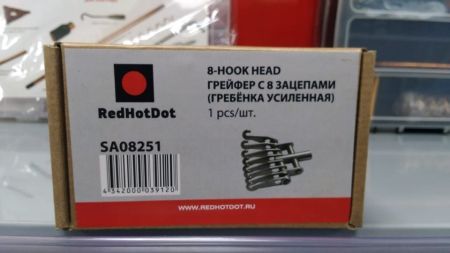 8-HOOK HEAD
ГРЕЙФЕР С 8 ЗАЦЕПАМИ
(ГРЕБЁНКА УСИЛЕННАЯ)
1 pcs/шт.
RedHotDot
SA08251
4 342000 039120
WWW.REDHOTDOT.RU